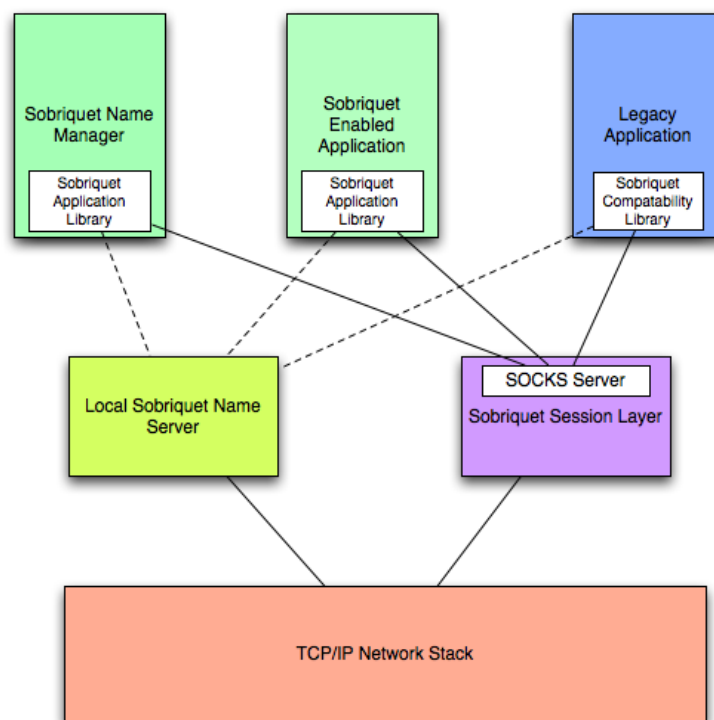 Sobriquet Name
Manager
Sobriquet
Application
Library
Sobriquet
Enabled
Application
Sobriquet
Application
Library
Legacy
Application
Sobriquet
Compatability
Library
Local Sobriquet Name
Server
SOCKS Server
Sobriquet Session Layer
TCP/IP Network Stack